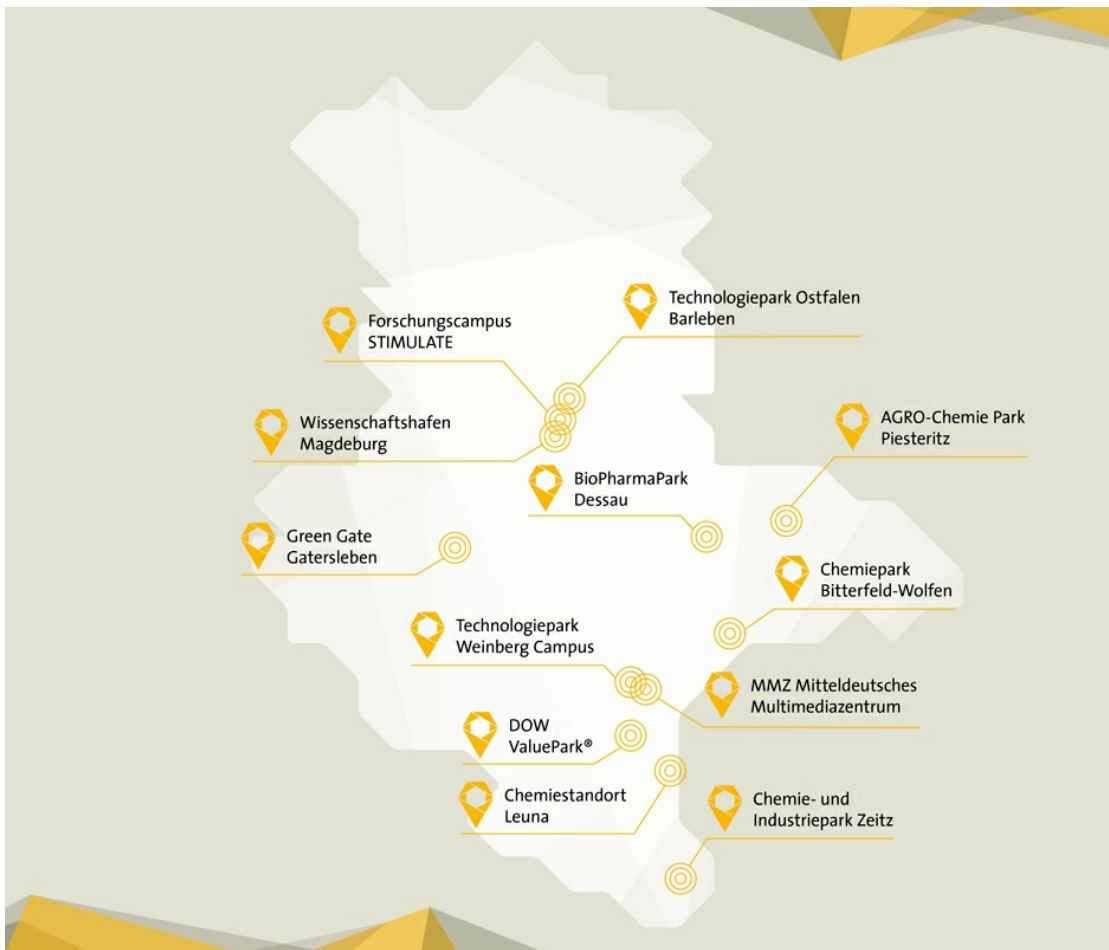 Technologiepark Ostfalen
Barleben
Forschungscampus
STIMULATE
Wissenschaftshafen
Magdeburg
AGRO-Chemie Park
Piesteritz
BioPharmaPark
Dessau
Green Gate
Gatersleben
Chemiepark
Bitterfeld-Wolfen
Technologiepark
Weinberg Campus
MMZ Mitteldeutsches
Multimediazentrum
DOW
ValuePark®
Chemiestandort
Leuna
Chemie- und
Industriepark Zeitz